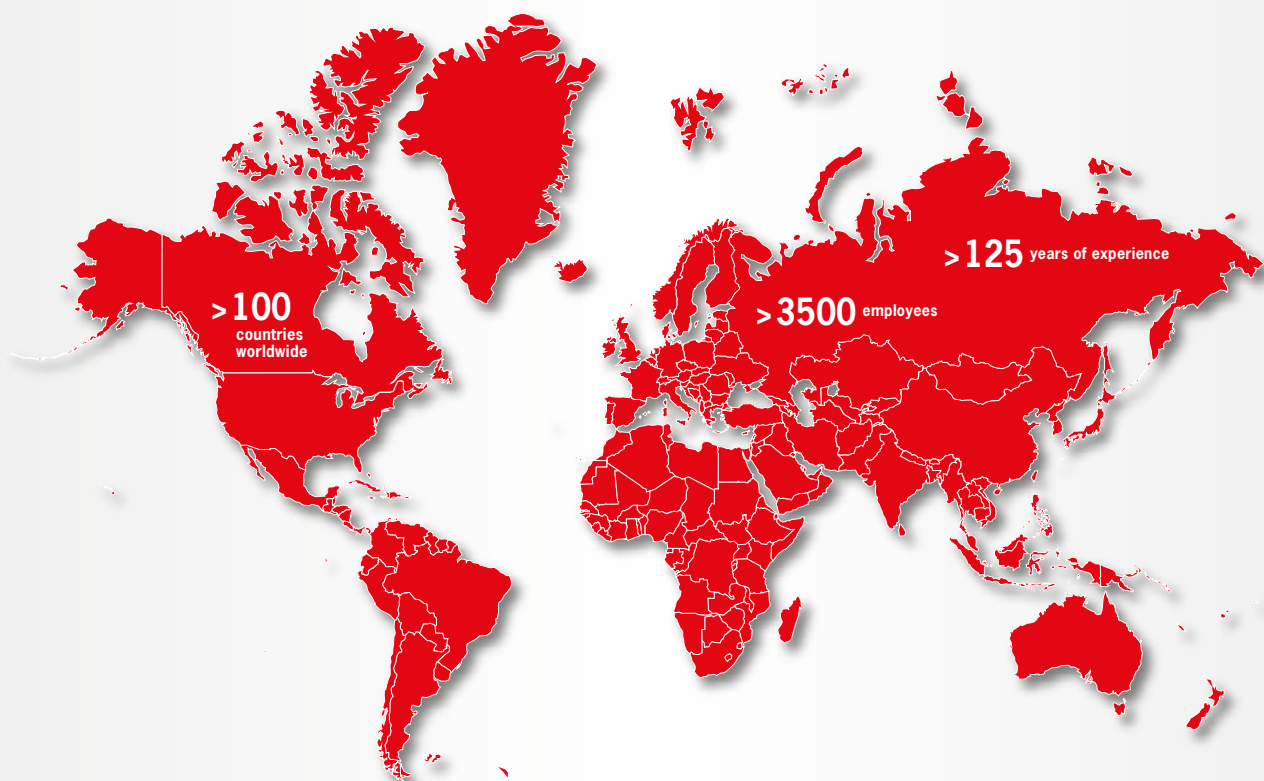 > 125 years of experience
> 3500 employees
> 100
countries
worldwide